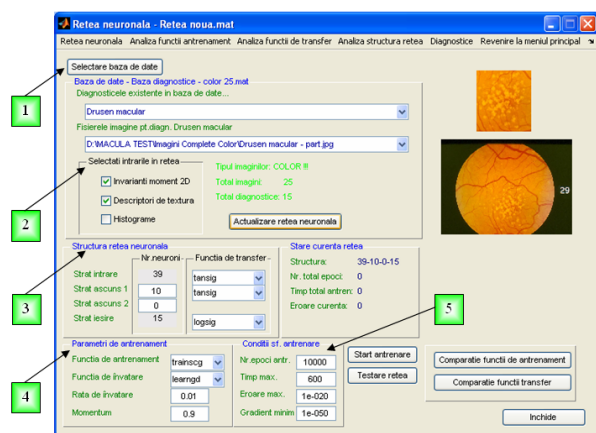 Retea neuronala - Retea noua.mat
Retea neuronala Analiza functii antrenament Analiza functii de transfer Analiza structura retea Diagnostice Revenire la meniul principal
Selectare baza de date
1
Baza de date - Baza diagnostice - color 25.mat
Diagnosticele existente in baza de date...
Drusen macular
Fisierele imagine pt.diagn. Drusen macular
D:\MACULA TEST\Imagini Complete Color\Drusen macular - part.jpg
2
Selectati intrarile in retea
Invarianti moment 2D
Descriptori de textura
Histograme
Tipul imaginilor: COLOR !!!
Total imagini: 25
Total diagnostice: 15
Actualizare retea neuronala
29
3
Structura retea neuronala
Nr.neuroni
Functia de transfer
Strat intrare 39 tansig
Strat ascuns 1 10 tansig
Strat ascuns 2 0
Strat iesire 15 logsig
Stare curenta retea
Structura: 39-10-0-15
Nr. total epoci: 0
Timp total antren: 0
Eroare curenta: 0
5
4
Parametri de antrenament
Functia de antrenament trainscg
Functia de învatare learngd
Rata de învatare 0.01
Momentum 0.9
Conditii sf. antrenare
Nr.epoci antr. 10000
Timp max. 600
Eroare max. 1e-020
Gradient minim 1e-050
Start antrenare
Testare retea
Comparatie functii de antrenament
Comparatie functii transfer
Inchide